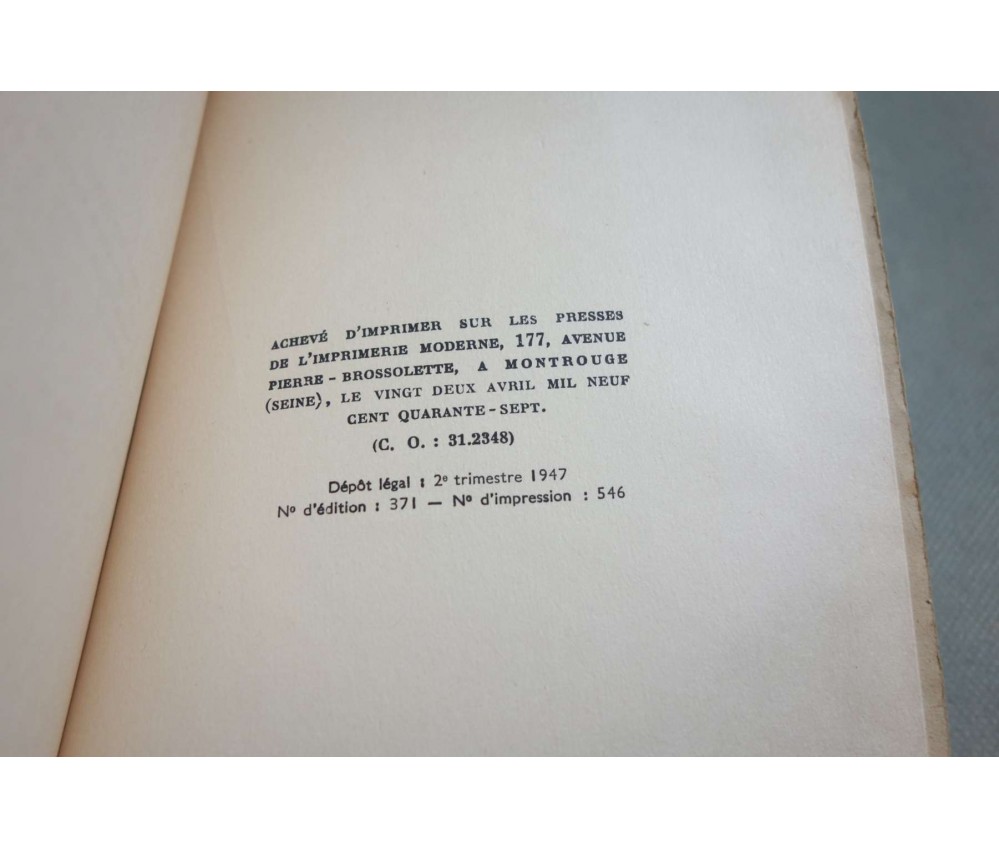 ACHEVÉ D'IMPRIMER SUR LES PRESSES
DE L'IMPRIMERIE MODERNE, 177, AVENUE
PIERRE-BROSSOLETTE, A MONTROUGE
(SEINE), LE VINGT DEUX AVRIL MIL NEUF
CENT QUARANTE-SEPT.
(C. O. : 31.2348)
Dépôt légal : 2e trimestre 1947
No d'édition : 371 — No d'impression : 546